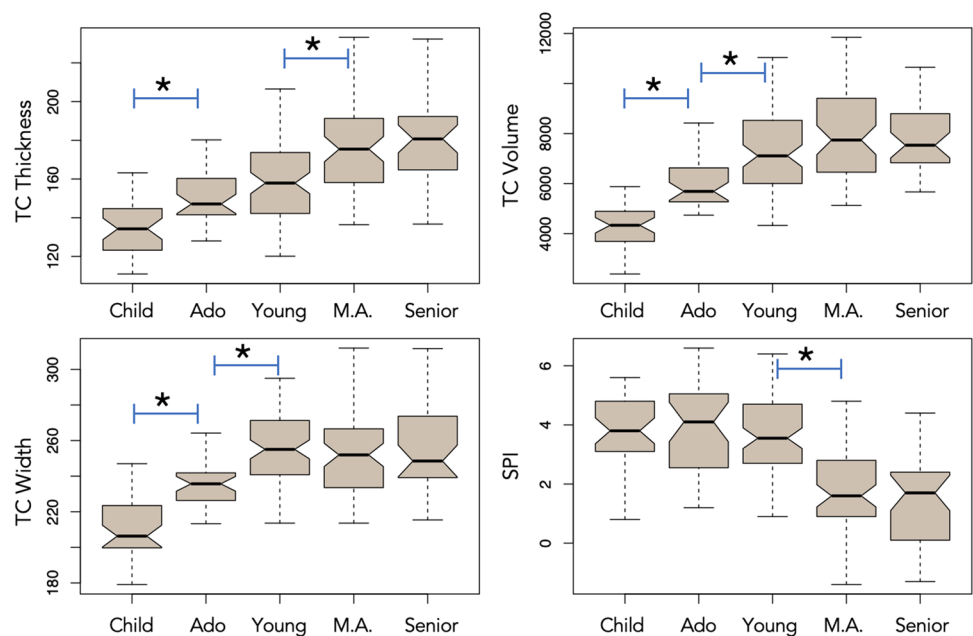 TC Thickness
120
160
200
*
*
Child Ado Young M.A. Senior
TC Volume
4000
6000
8000
12000
*
*
Child Ado Young M.A. Senior
TC Width
180
220
260
300
*
*
Child Ado Young M.A. Senior
SPI
0
2
4
6
*
Child Ado Young M.A. Senior